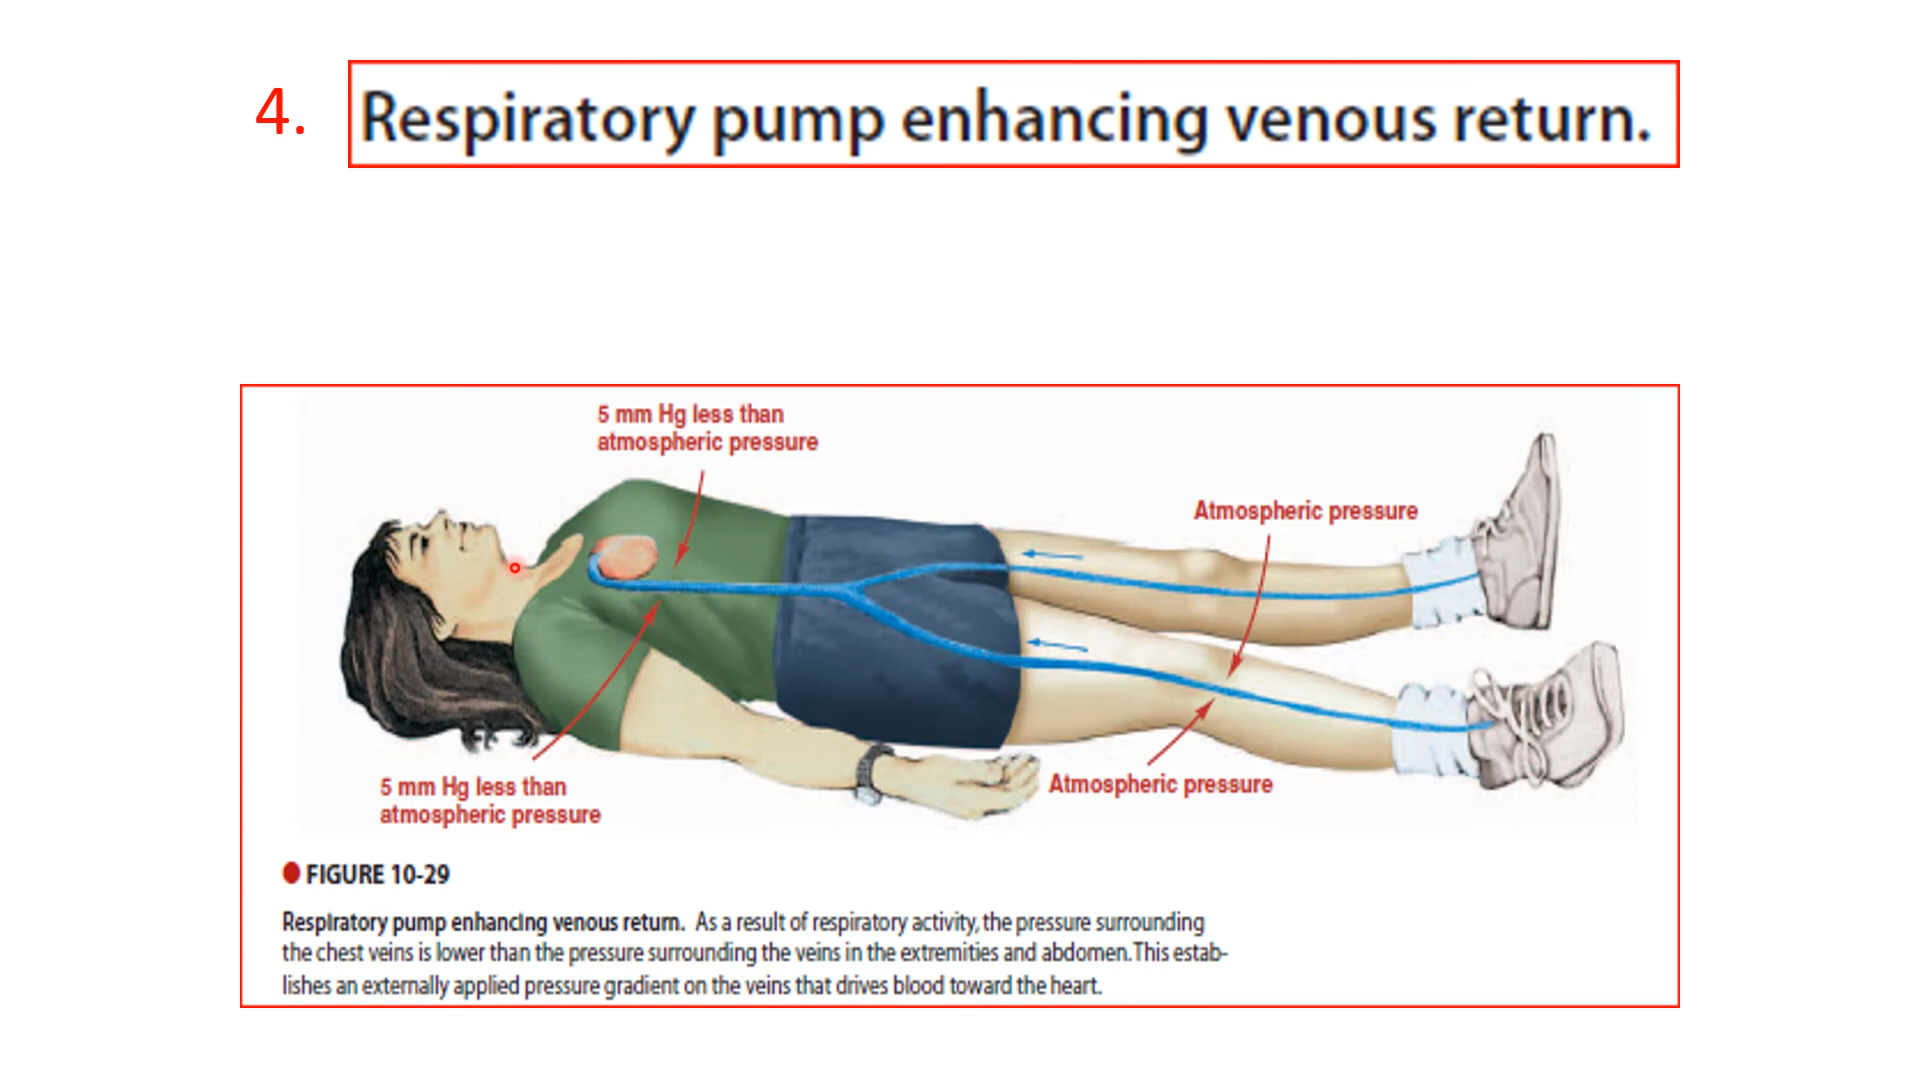 4.
Respiratory pump enhancing venous return.
5 mm Hg less than
atmospheric pressure
Atmospheric pressure
5 mm Hg less than
atmospheric pressure
Atmospheric pressure
FIGURE 10-29
Respiratory pump enhancing venous return. As a result of respiratory activity, the pressure surrounding
the chest veins is lower than the pressure surrounding the veins in the extremities and abdomen. This estab-
lishes an externally applied pressure gradient on the veins that drives blood toward the heart.